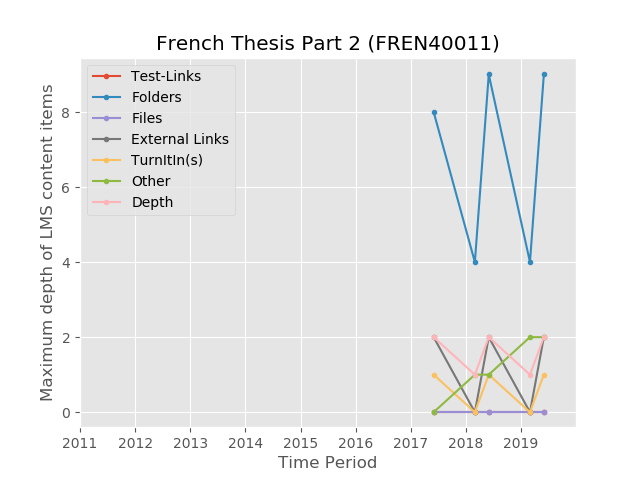 French Thesis Part 2 (FREN40011)
Test-Links
Folders
Files
External Links
TurnItIn(s)
Other
Depth
Maximum depth of LMS content items
8
6
4
2
0
2011 2012 2013 2014 2015 2016 2017 2018 2019
Time Period